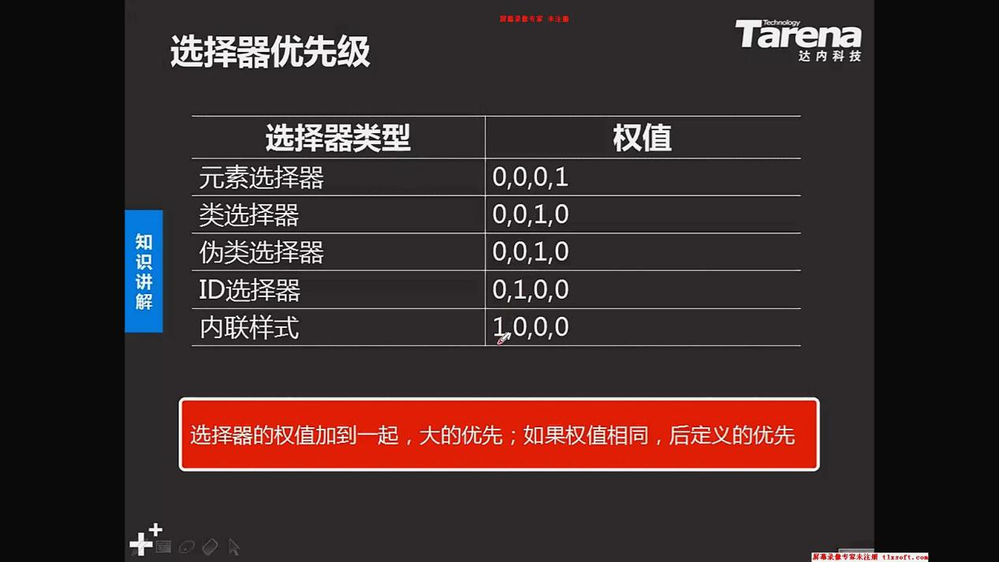 屏幕录像专家 未注册
Technology
Tarena
达内科技
选择器优先级
选择器类型 权值
元素选择器 0,0,0,1
类选择器 0,0,1,0
伪类选择器 0,0,1,0
ID选择器 0,1,0,0
内联样式 1,0,0,0
知识讲解
选择器的权值加到一起，大的优先；如果权值相同，后定义的优先
屏幕录像专家未注册 tlxsoft.com